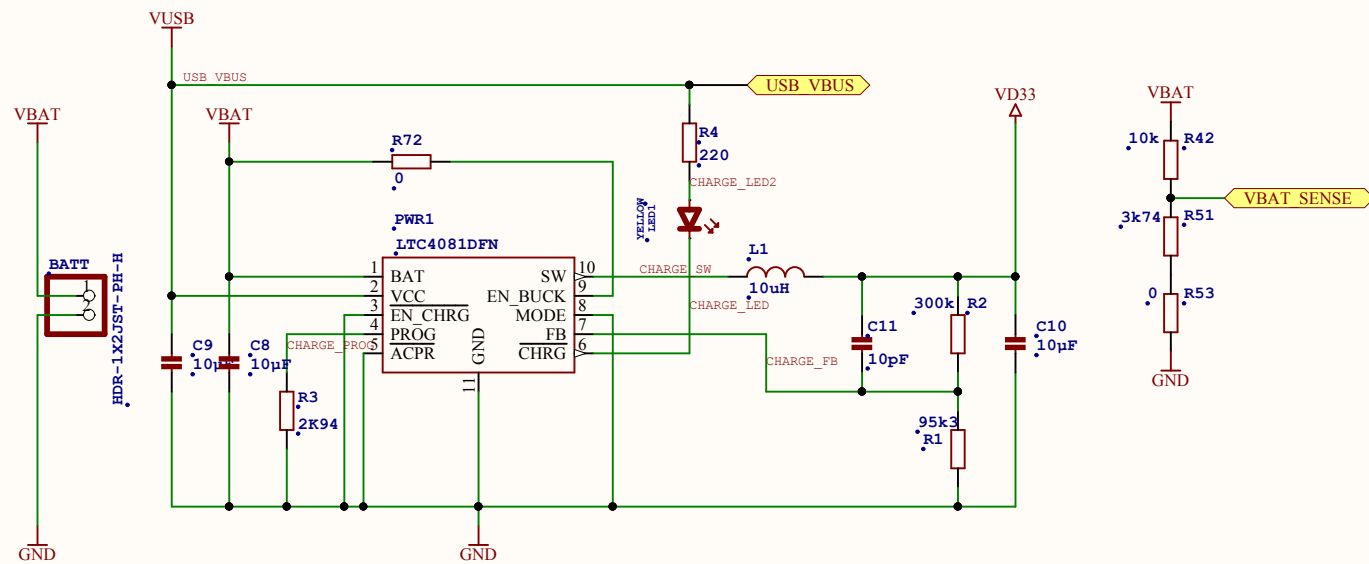 VUSB
USB_VBUS
USB_VBUS
VBAT
VBAT
VD33
VBAT
R72
0
R4
220
10k
R42
CHARGE_LED2
VBAT_SENSE
YELLOW
LED1
3k74
R51
PWR1
LTC4081DFN
BATT
1
2
HDR-1X2JST-PH-H
1
BAT
2
VCC
3
EN_CHRG
4
PROG
5
ACPR
GND
11
SW
10
EN_BUCK
9
MODE
8
FB
7
CHRG
6
CHARGE_SW
L1
10uH
CHARGE_LED
300k
R2
0
R53
C9
10µF
C8
10µF
CHARGE_PROG
C11
10pF
C10
10µF
CHARGE_FB
R3
2K94
95k3
R1
GND
GND
GND